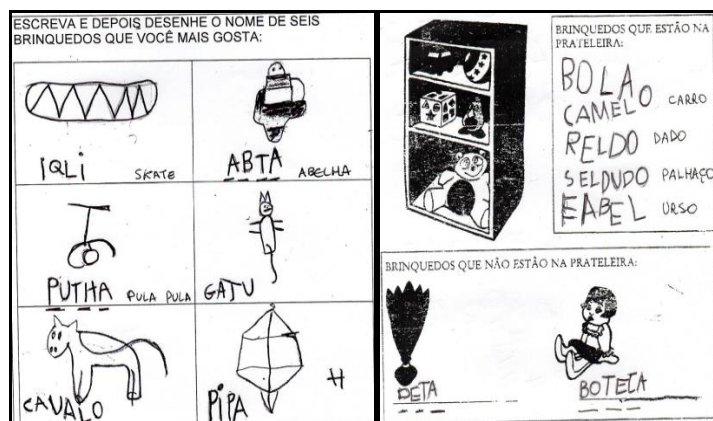 ESCREVA E DEPOIS DESENHE O NOME DE SEIS
BRINQUEDOS QUE VOCÊ MAIS GOSTA:
IQLI SKATE
ABTA ABELHA
PUTHA PULA PULA
GATU
CAVALO
PIPA
BRINQUEDOS QUE ESTÃO NA
PRATELEIRA:
BOLAO
CAMELO CARRO
RELDO DADO
SELDUDO PALHAÇO
EABEL URSO
BRINQUEDOS QUE NÃO ESTÃO NA PRATELEIRA:
PETA
BOTECA